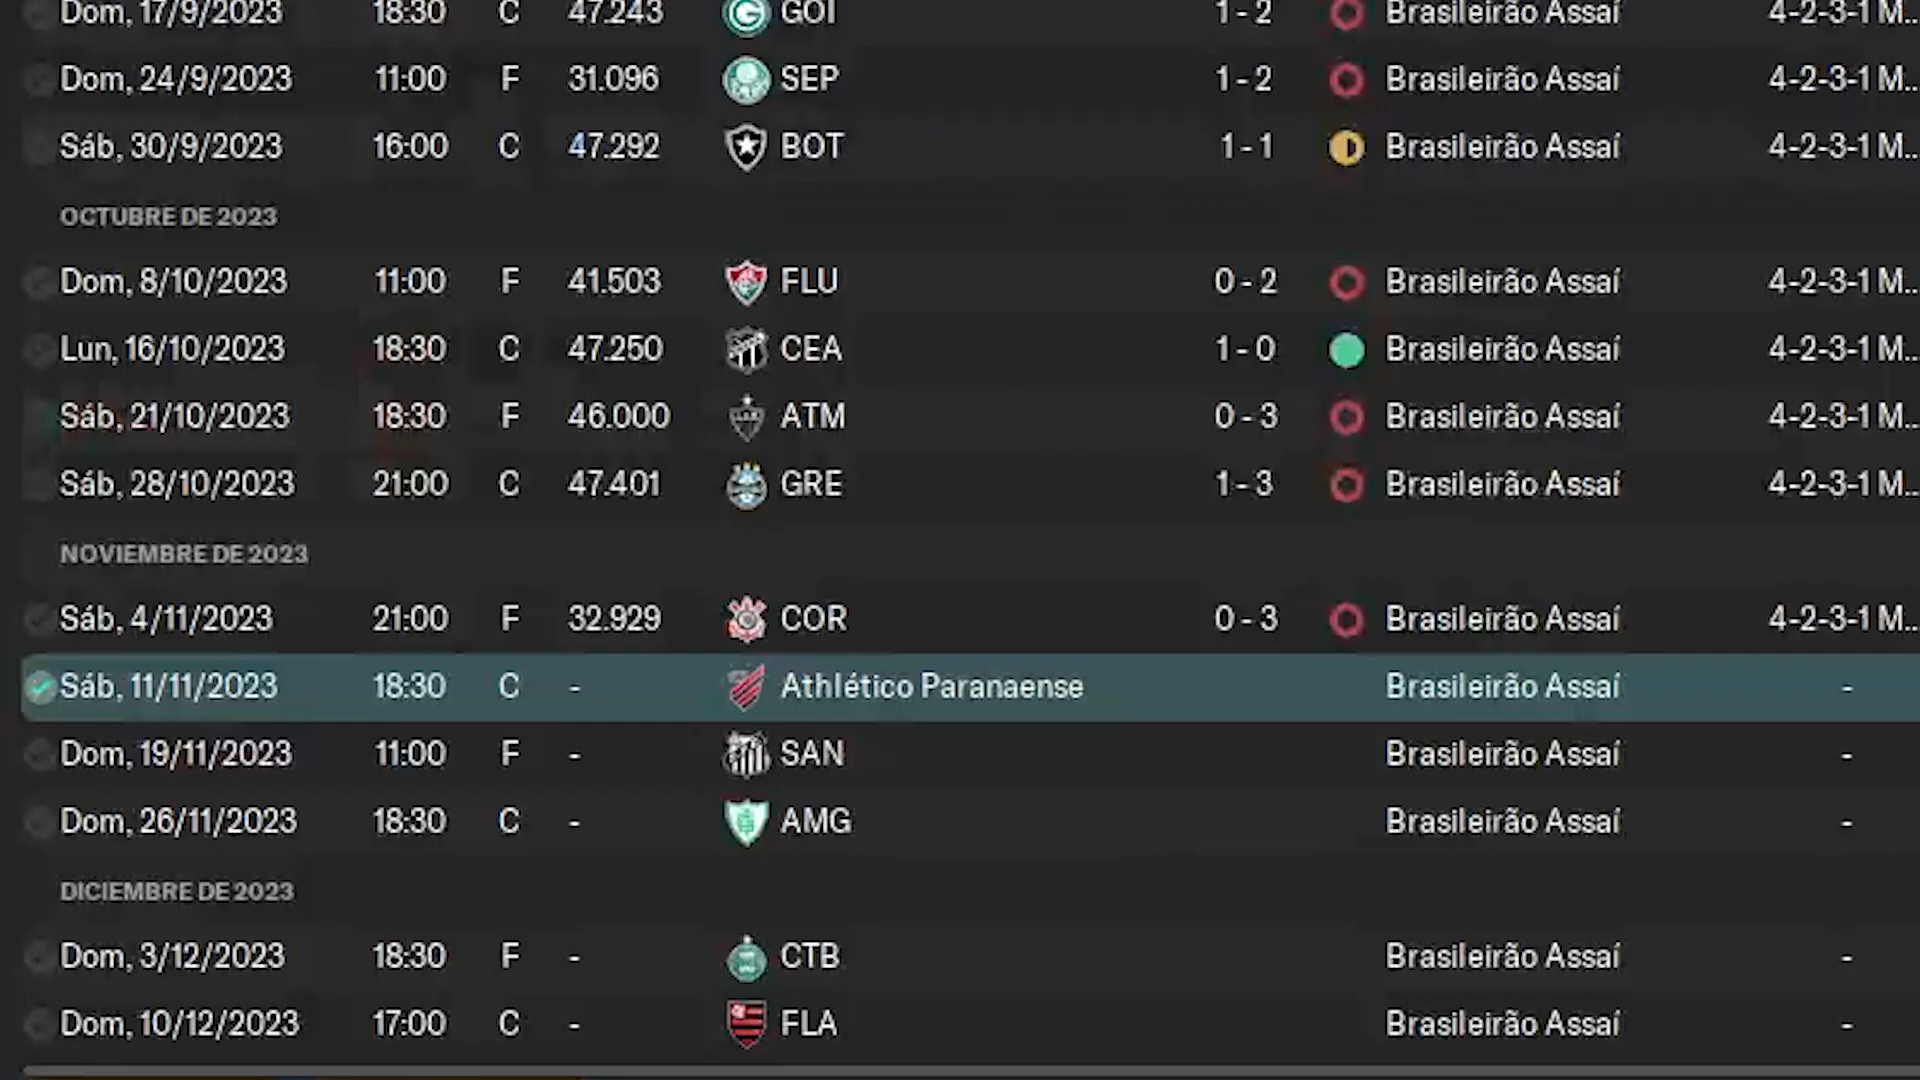 Dom, 17/9/2023 18:30 C 47.243 GOI 1 - 2 Brasileirão Assaí 4-2-3-1 M...
Dom, 24/9/2023 11:00 F 31.096 SEP 1 - 2 Brasileirão Assaí 4-2-3-1 M...
Sáb, 30/9/2023 16:00 C 47.292 BOT 1 - 1 Brasileirão Assaí 4-2-3-1 M...
OCTUBRE DE 2023
Dom, 8/10/2023 11:00 F 41.503 FLU 0 - 2 Brasileirão Assaí 4-2-3-1 M...
Lun, 16/10/2023 18:30 C 47.250 CEA 1 - 0 Brasileirão Assaí 4-2-3-1 M...
Sáb, 21/10/2023 18:30 F 46.000 ATM 0 - 3 Brasileirão Assaí 4-2-3-1 M...
Sáb, 28/10/2023 21:00 C 47.401 GRE 1 - 3 Brasileirão Assaí 4-2-3-1 M...
NOVIEMBRE DE 2023
Sáb, 4/11/2023 21:00 F 32.929 COR 0 - 3 Brasileirão Assaí 4-2-3-1 M...
Sáb, 11/11/2023 18:30 C - Athlético Paranaense Brasileirão Assaí -
Dom, 19/11/2023 11:00 F - SAN Brasileirão Assaí -
Dom, 26/11/2023 18:30 C - AMG Brasileirão Assaí -
DICIEMBRE DE 2023
Dom, 3/12/2023 18:30 F - CTB Brasileirão Assaí -
Dom, 10/12/2023 17:00 C - FLA Brasileirão Assaí -